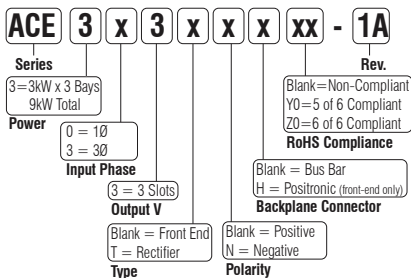 ACE 3 x 3 x x x xx - 1A
Series
Rev.
3=3kW x 3 Bays
9kW Total
Power
0 = 1Ø
3 = 3Ø
Input Phase
3 = 3 Slots
Output V
Blank = Front End
T = Rectifier
Type
Blank = Positive
N = Negative
Polarity
Blank = Bus Bar
H = Positronic (front-end only)
Backplane Connector
Blank=Non-Compliant
Y0=5 of 6 Compliant
Z0=6 of 6 Compliant
RoHS Compliance